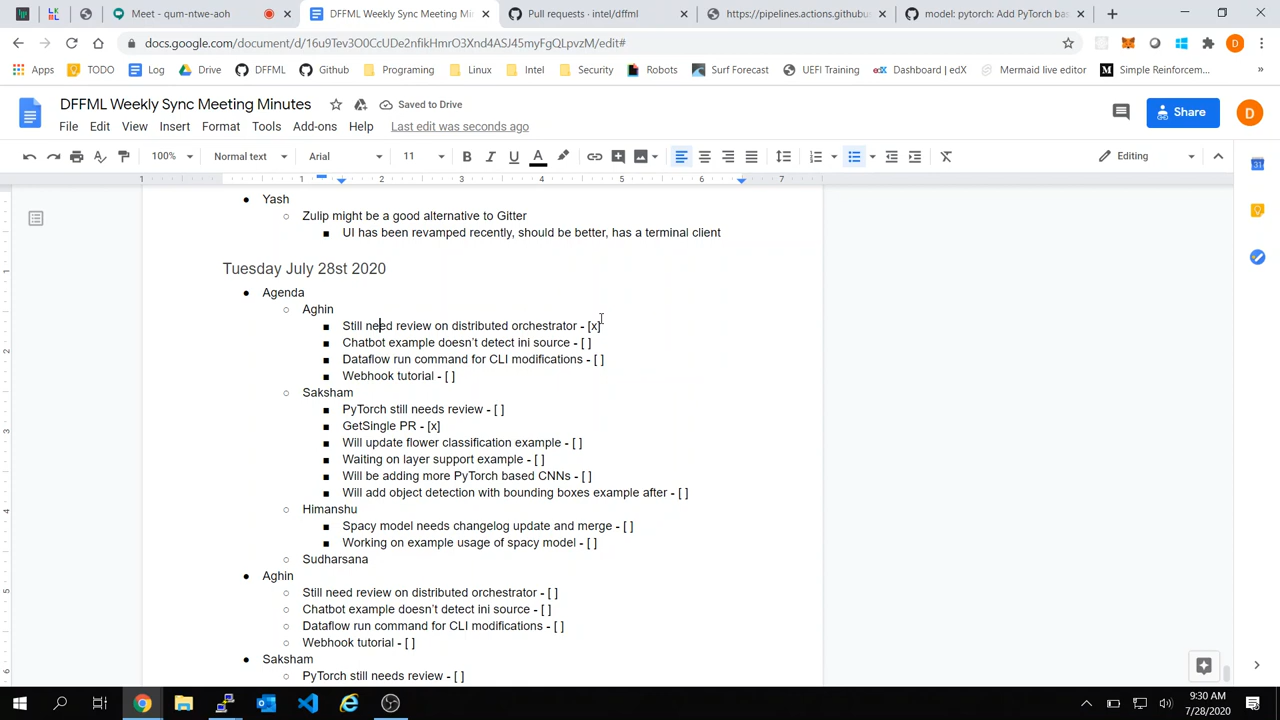 Meet - qum-ntwe-aoh
DFFML Weekly Sync Meeting Mi
Pull requests · intel/dffml
https://pipelines.actions.githubus
model: pytorch: Add PyTorch bas
docs.google.com/document/d/16u9Tev3O0CcUDe2nfikHmrO3Xnd4ASJ45myFgQLpvzM/edit#
Apps TODO Log Drive DFFML Github Programing Linux Intel Security Robots Surf Forecast UEFI Training Dashboard | edX Mermaid live editor Simple Reinforcem... »
DFFML Weekly Sync Meeting Minutes
Saved to Drive
Share
D
File Edit View Insert Format Tools Add-ons Help Last edit was seconds ago
100% Normal text Arial 11 B I U A Editing
1 1 2 3 4 5 6 7
Yash
Zulip might be a good alternative to Gitter
UI has been revamped recently, should be better, has a terminal client
Tuesday July 28st 2020
Agenda
Aghin
Still need review on distributed orchestrator - [x]
Chatbot example doesn't detect ini source - [ ]
Dataflow run command for CLI modifications - [ ]
Webhook tutorial - [ ]
Saksham
PyTorch still needs review - [ ]
GetSingle PR - [x]
Will update flower classification example - [ ]
Waiting on layer support example - [ ]
Will be adding more PyTorch based CNNs - [ ]
Will add object detection with bounding boxes example after - [ ]
Himanshu
Spacy model needs changelog update and merge - [ ]
Working on example usage of spacy model - [ ]
Sudharsana
Aghin
Still need review on distributed orchestrator - [ ]
Chatbot example doesn't detect ini source - [ ]
Dataflow run command for CLI modifications - [ ]
Webhook tutorial - [ ]
Saksham
PyTorch still needs review - [ ]
9:30 AM
7/28/2020